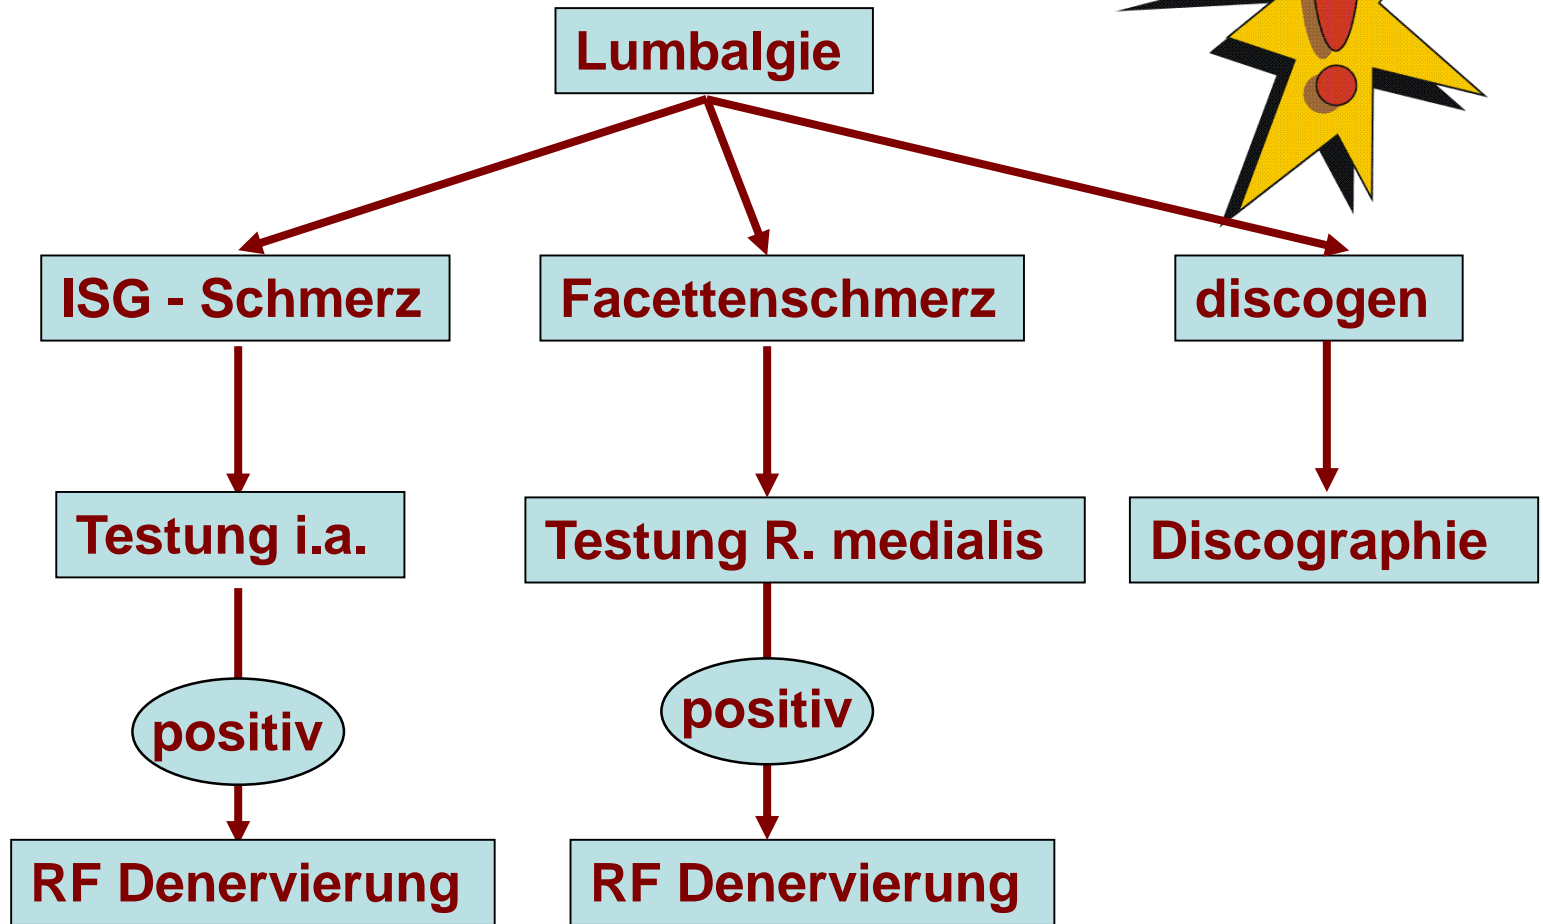 Lumbalgie
ISG - Schmerz
Facettenschmerz
discogen
Testung i.a.
Testung R. medialis
Discographie
positiv
positiv
RF Denervierung
RF Denervierung